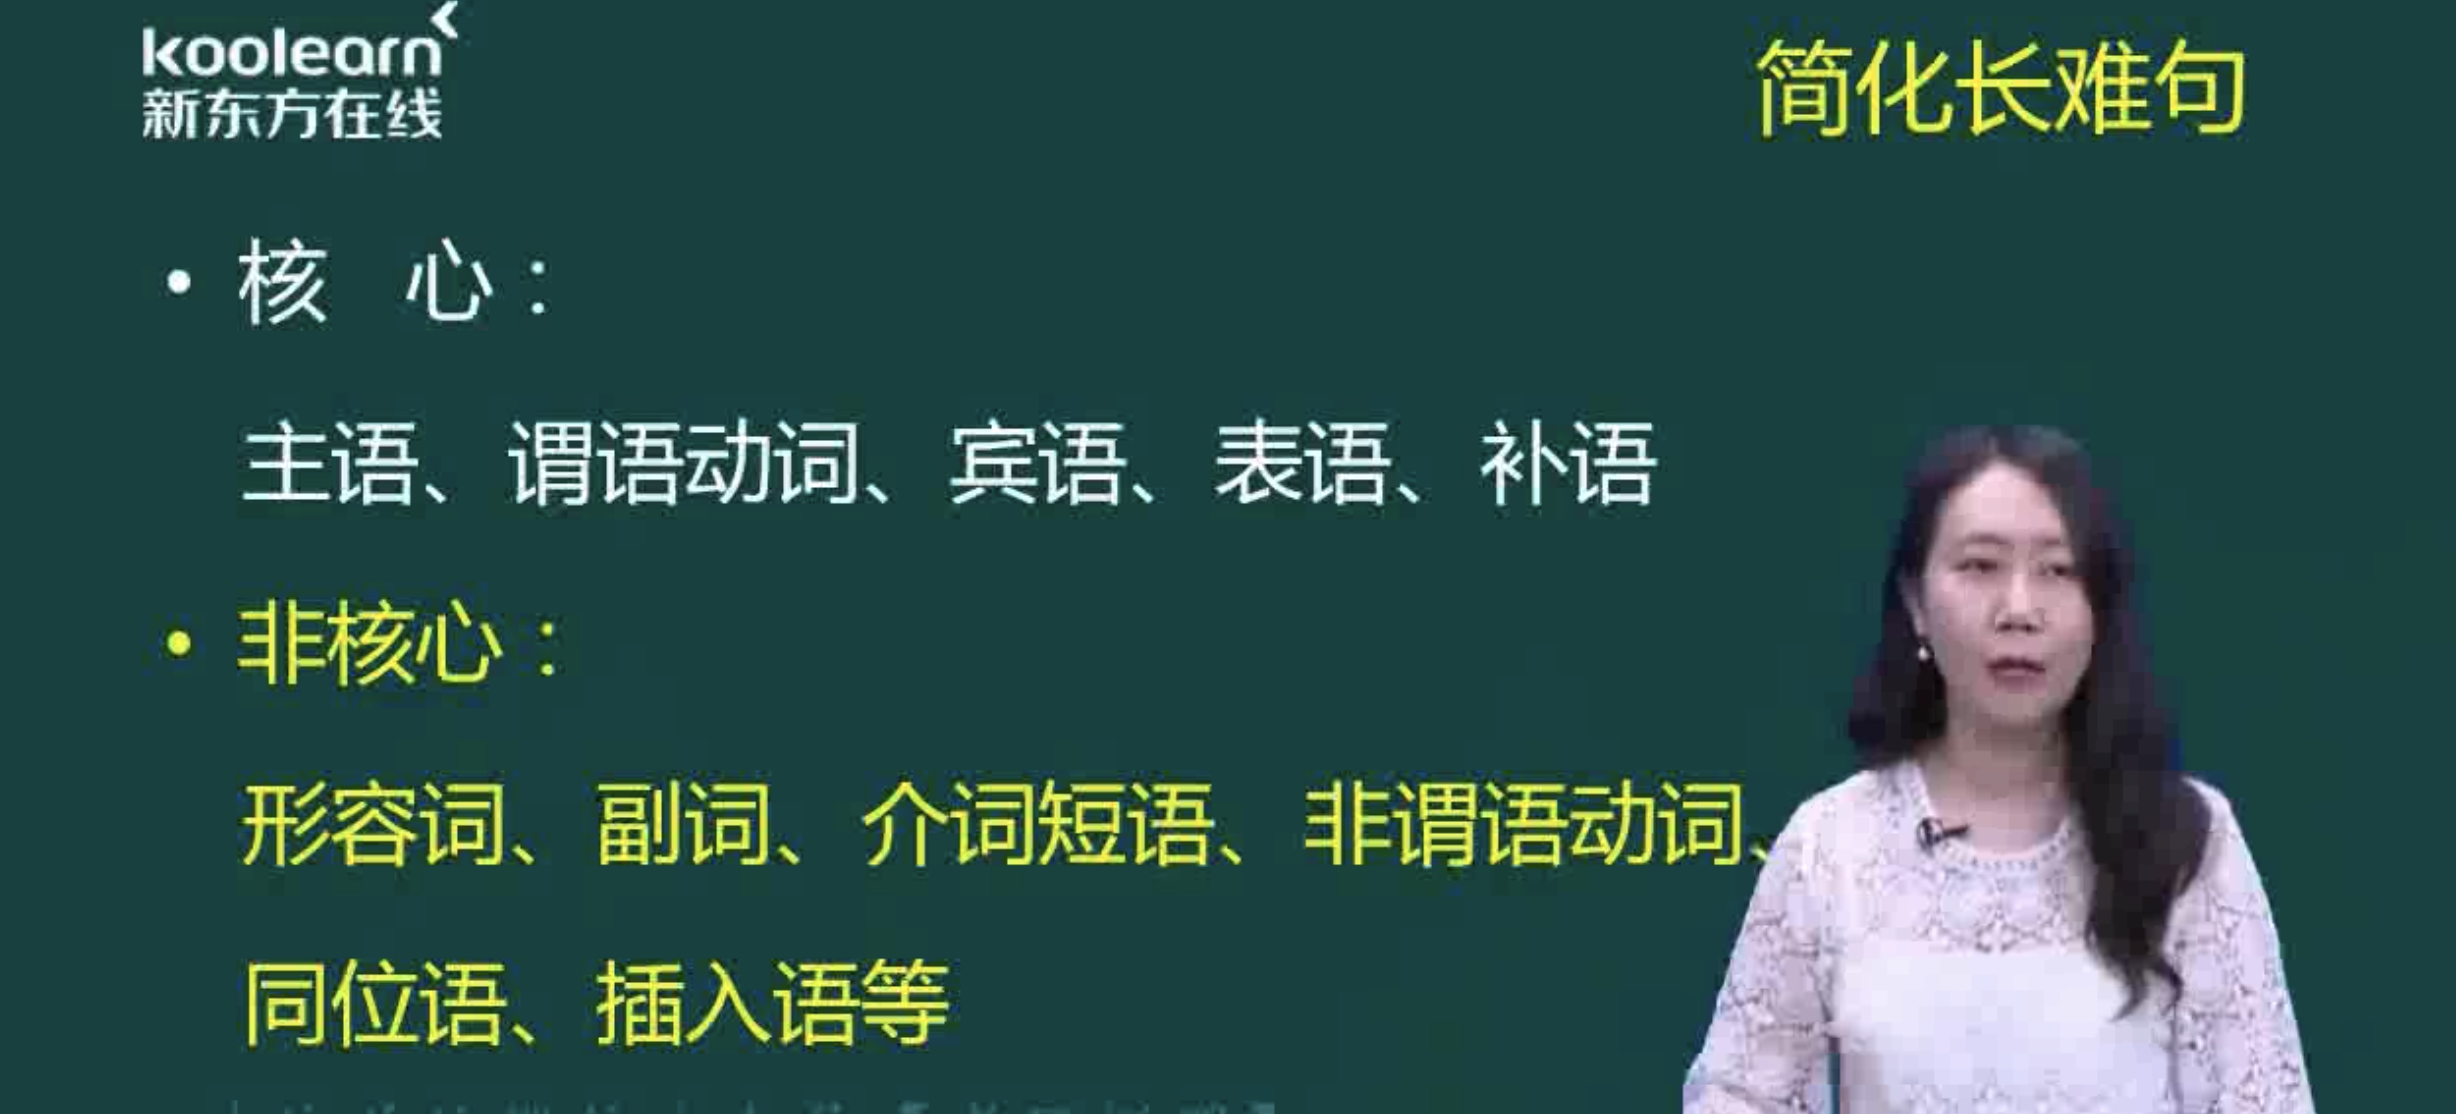 koolearn
新东方在线
简化长难句
• 核 心：
主语、谓语动词、宾语、表语、补语
• 非核心：
形容词、副词、介词短语、非谓语动词、
同位语、插入语等